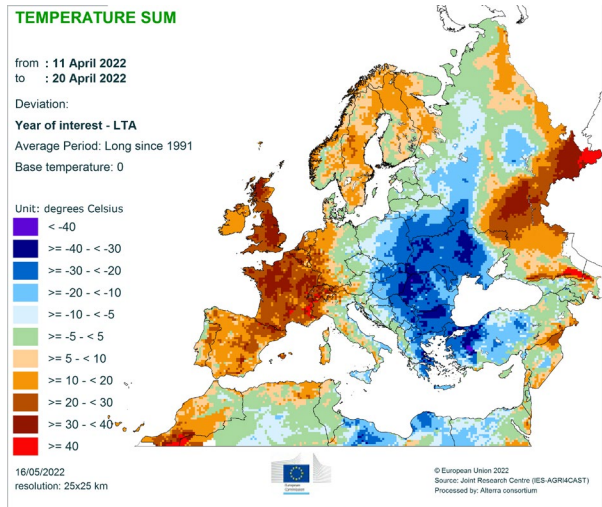 TEMPERATURE SUM
from : 11 April 2022
to : 20 April 2022
Deviation:
Year of interest - LTA
Average Period: Long since 1991
Base temperature: 0
Unit: degrees Celsius
< -40
>= -40 - < -30
>= -30 - < -20
>= -20 - < -10
>= -10 - < -5
>= -5 - < 5
>= 5 - < 10
>= 10 - < 20
>= 20 - < 30
>= 30 - < 40
>= 40
16/05/2022
resolution: 25x25 km
European
Commission
© European Union 2022
Source: Joint Research Centre (IES-AGRI4CAST)
Processed by: Alterra consortium